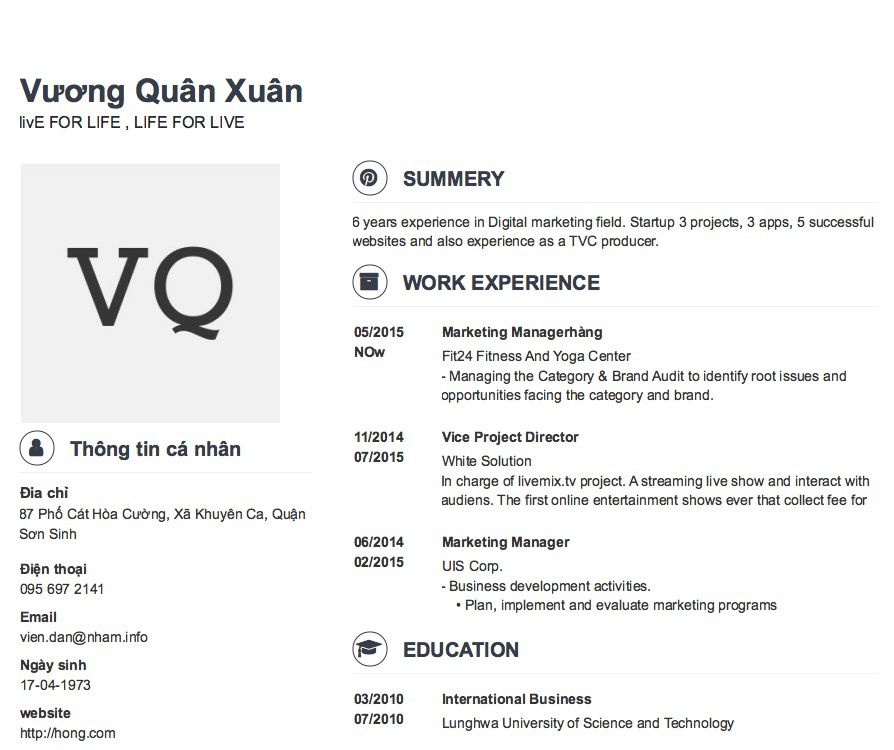 Vương Quân Xuân
livE FOR LIFE , LIFE FOR LIVE
VQ
Thông tin cá nhân
Đia chỉ
87 Phố Cát Hòa Cường, Xã Khuyên Ca, Quận
Sơn Sinh
Điện thoại
095 697 2141
Email
vien.dan@nham.info
Ngày sinh
17-04-1973
website
http://hong.com
SUMMERY
6 years experience in Digital marketing field. Startup 3 projects, 3 apps, 5 successful
websites and also experience as a TVC producer.
WORK EXPERIENCE
05/2015
NOw
Marketing Managerhàng
Fit24 Fitness And Yoga Center
- Managing the Category & Brand Audit to identify root issues and
opportunities facing the category and brand.
11/2014
07/2015
Vice Project Director
White Solution
In charge of livemix.tv project. A streaming live show and interact with
audiens. The first online entertainment shows ever that collect fee for
06/2014
02/2015
Marketing Manager
UIS Corp.
- Business development activities.
• Plan, implement and evaluate marketing programs
EDUCATION
03/2010
07/2010
International Business
Lunghwa University of Science and Technology